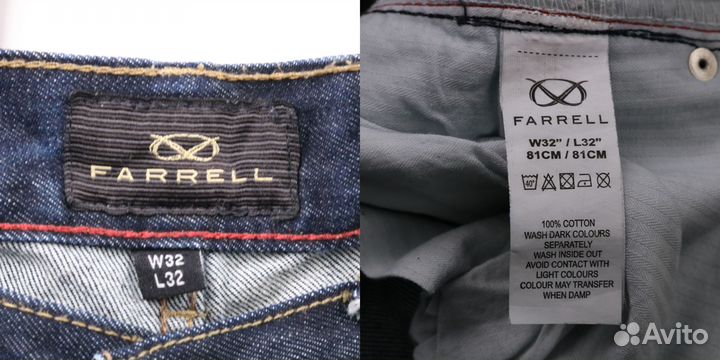 FARRELL
W32
L32
FARRELL
W32" / L32"
81CM / 81CM
40°
100% COTTON
WASH DARK COLOURS
SEPARATELY
WASH INSIDE OUT
AVOID CONTACT WITH
LIGHT COLOURS
COLOUR MAY TRANSFER
WHEN DAMP
Avito